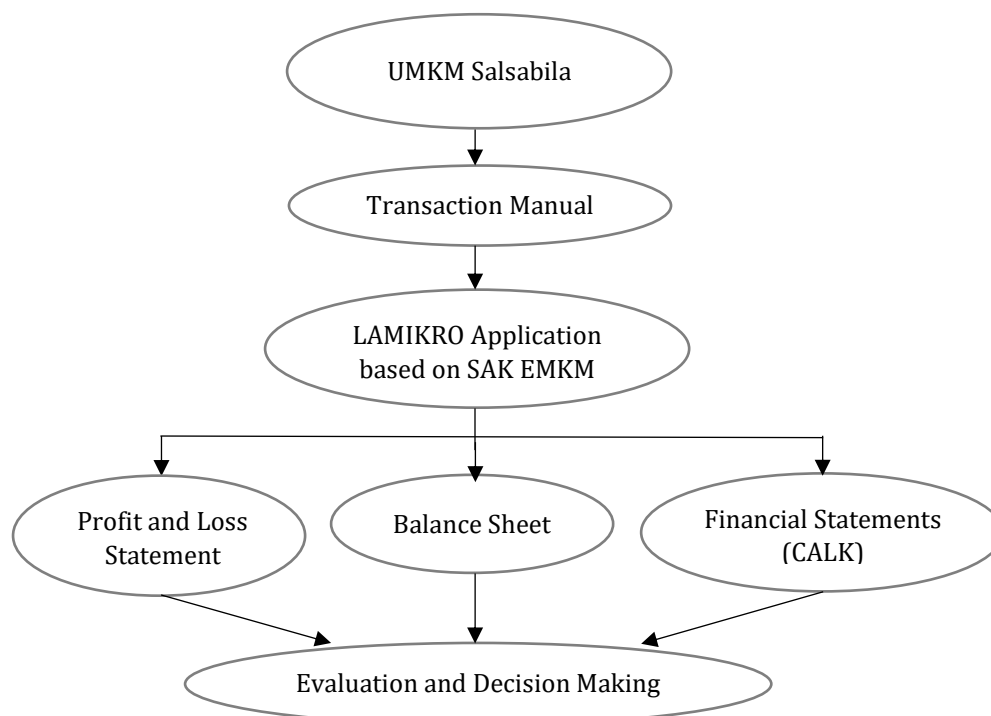 UMKM Salsabila
Transaction Manual
LAMIKRO Application
based on SAK EMKM
Profit and Loss
Statement
Balance Sheet
Financial Statements
(CALK)
Evaluation and Decision Making